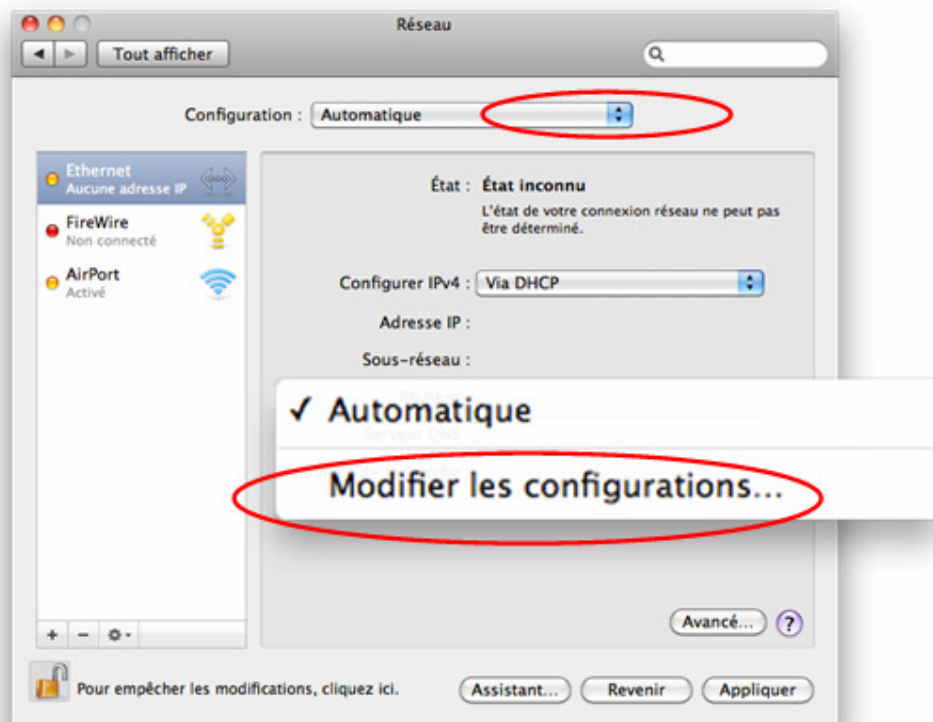 Réseau
Tout afficher
Configuration : Automatique
Ethernet
Aucune adresse IP
FireWire
Non connecté
AirPort
Activé
État : État inconnu
L'état de votre connexion réseau ne peut pas
être déterminé.
Configurer IPv4 : Via DHCP
Adresse IP :
Sous-réseau :
✓ Automatique
Serveur DNS
Modifier les configurations...
Avancé... ?
Pour empêcher les modifications, cliquez ici.
Assistant... Revenir Appliquer